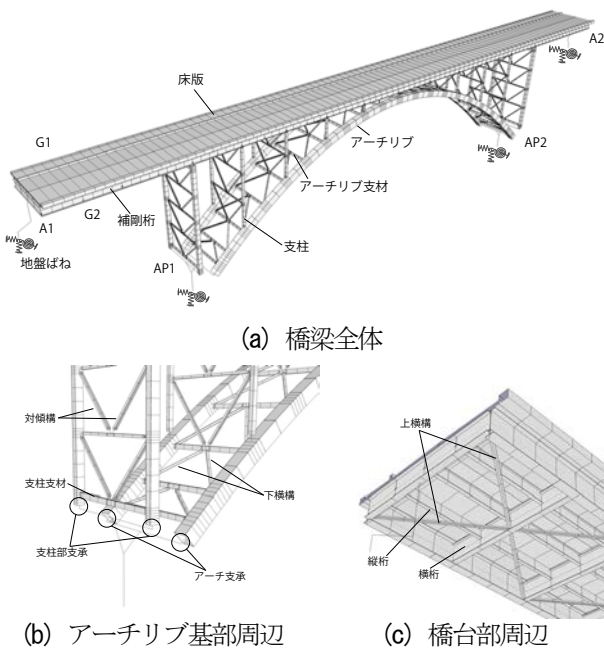 A2
床版
G1
アーチリブ
AP2
アーチリブ支材
G2
補剛桁
A1
支柱
地盤ばね
AP1
(a) 橋梁全体
対傾構
上横構
支柱支材
下横構
縦桁
横桁
支柱部支承
アーチ支承
(b) アーチリブ基部周辺
(c) 橋台部周辺